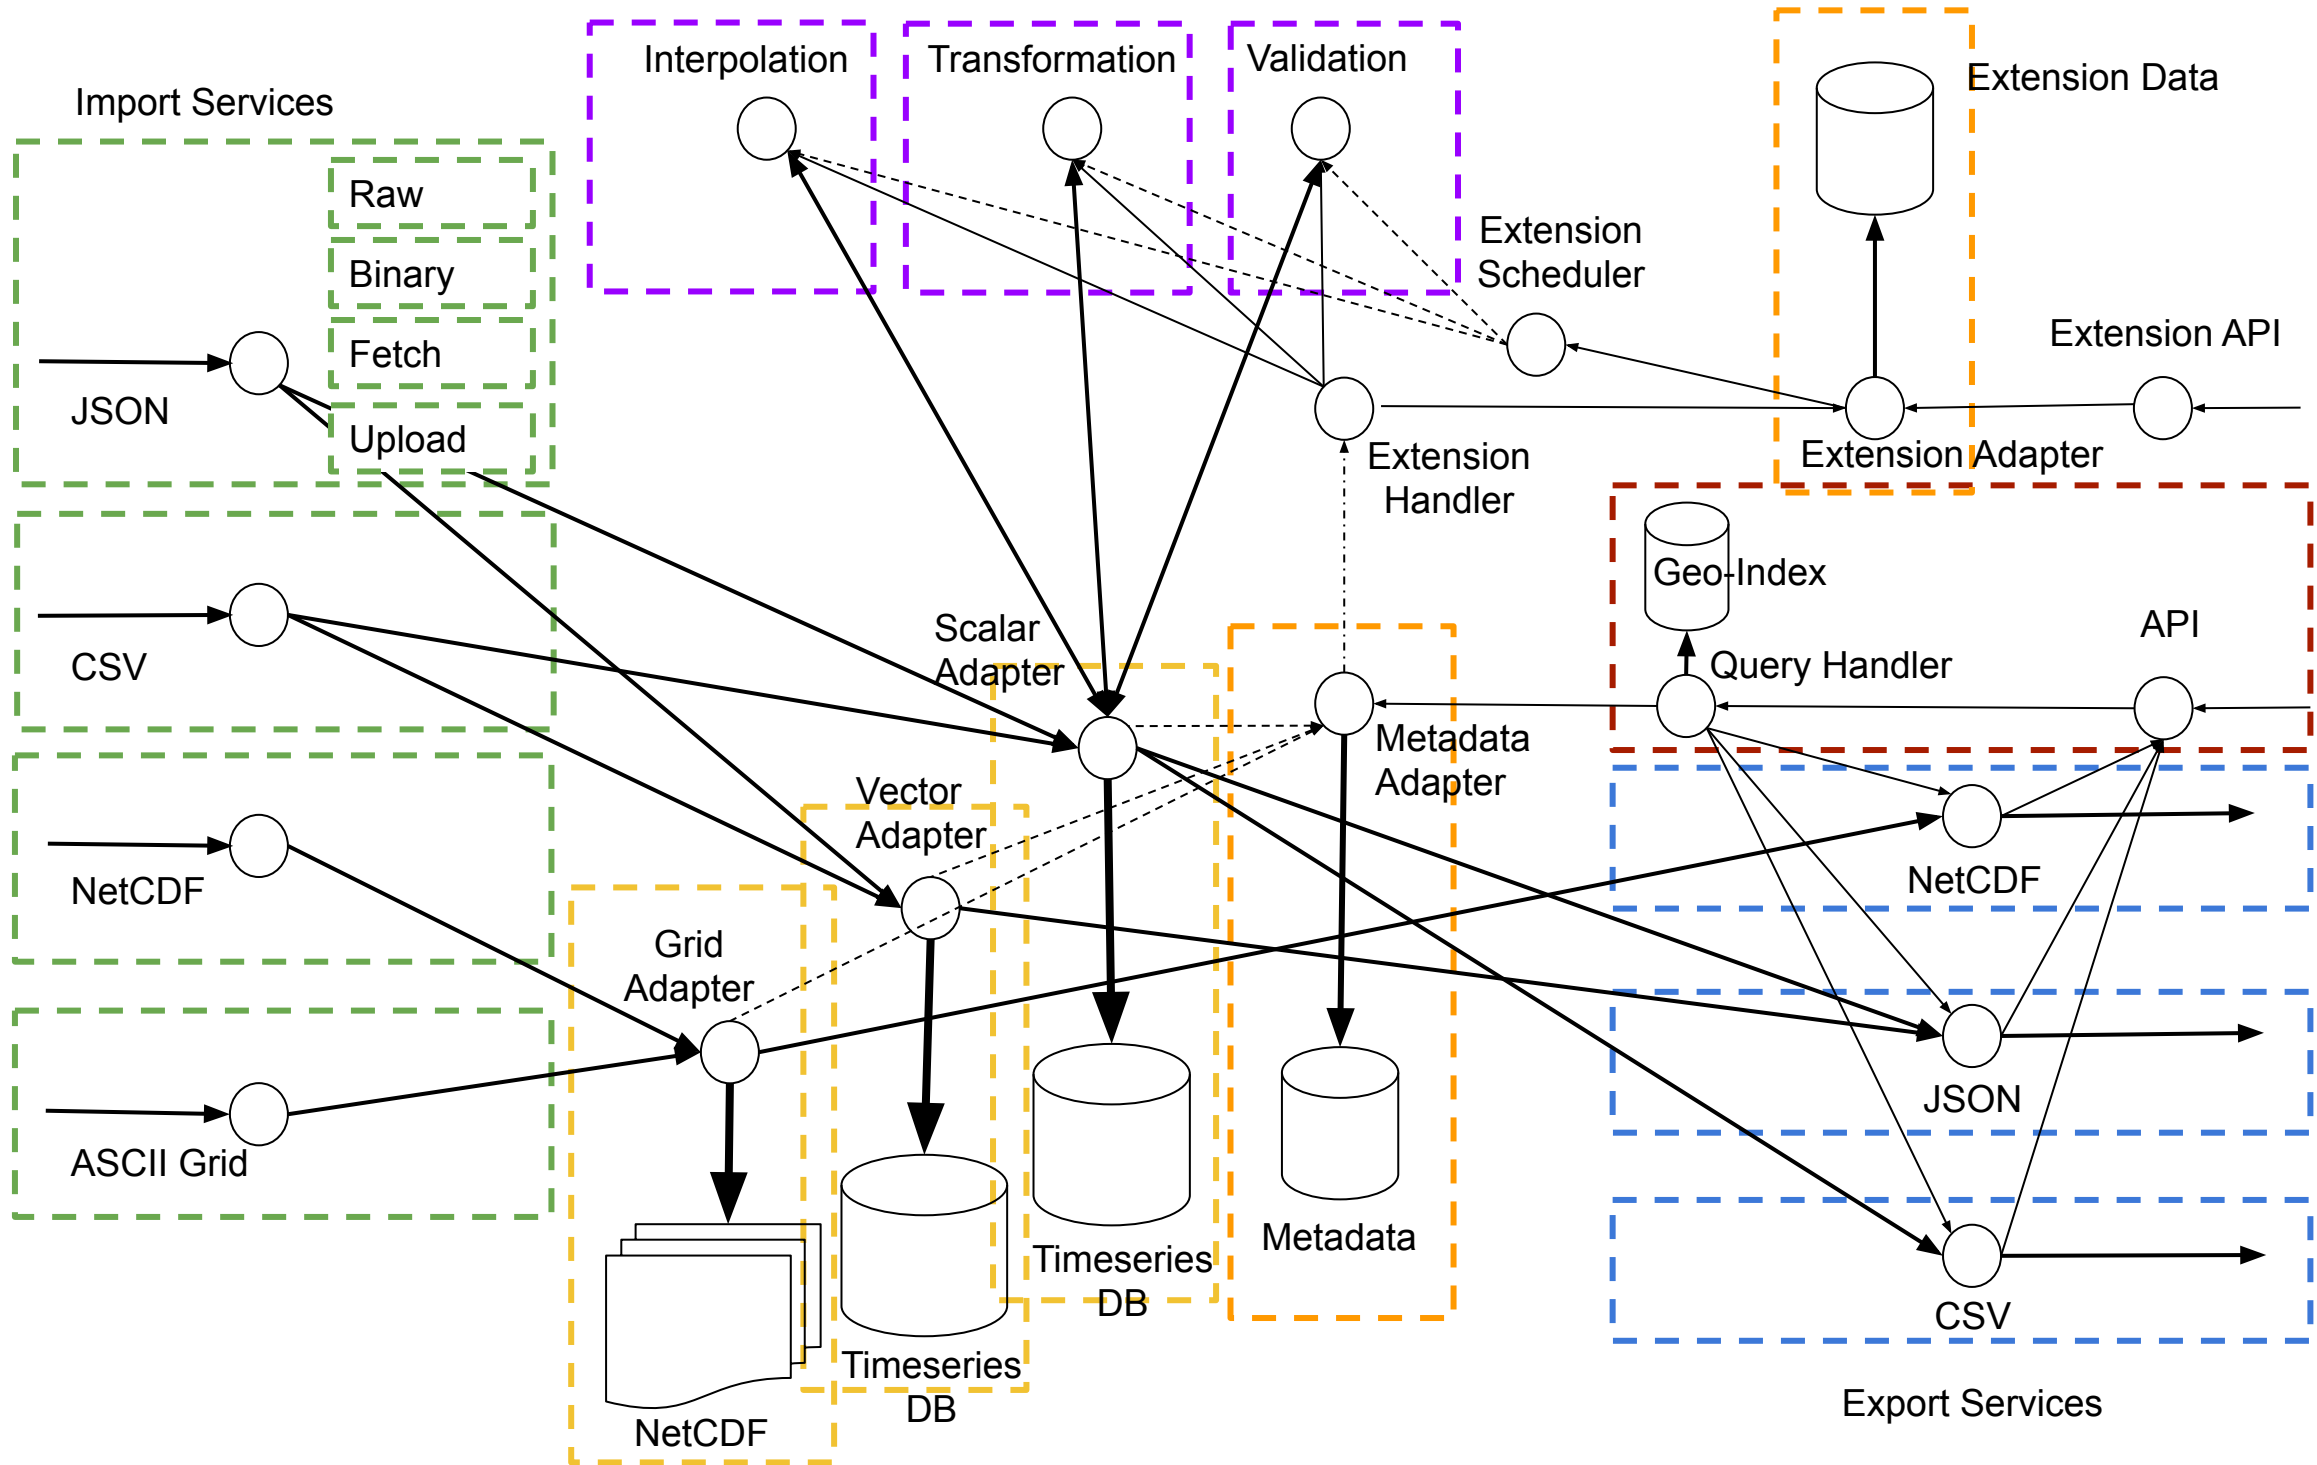 Import Services
Raw
Binary
Fetch
Upload
JSON
CSV
NetCDF
ASCII Grid
Interpolation
Transformation
Validation
Extension
Scheduler
Extension Data
Extension API
Extension Adapter
Extension
Handler
Geo-Index
Query Handler
API
Scalar
Adapter
Metadata
Adapter
Vector
Adapter
Grid
Adapter
NetCDF
JSON
CSV
Metadata
Timeseries
DB
Timeseries
DB
NetCDF
Export Services